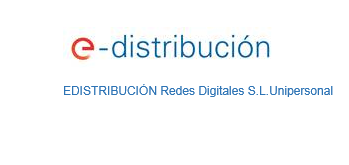 e-distribución
EDISTRIBUCIÓN Redes Digitales S.L.Unipersonal